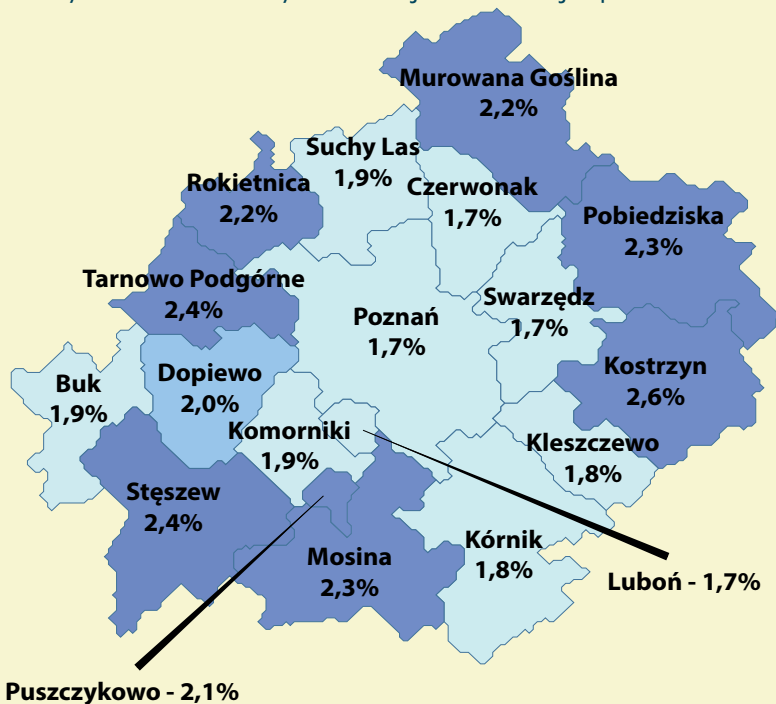 Murowana Goślina
2,2%
Suchy Las
1,9%
Rokietnica
2,2%
Czerwonak
1,7%
Pobiedziska
2,3%
Tarnowo Podgórne
2,4%
Swarzędz
1,7%
Poznań
1,7%
Kostrzyn
2,6%
Dopiewo
2,0%
Buk
1,9%
Komorniki
1,9%
Kleszczewo
1,8%
Stęszew
2,4%
Kórnik
1,8%
Mosina
2,3%
Luboń - 1,7%
Puszczykowo - 2,1%